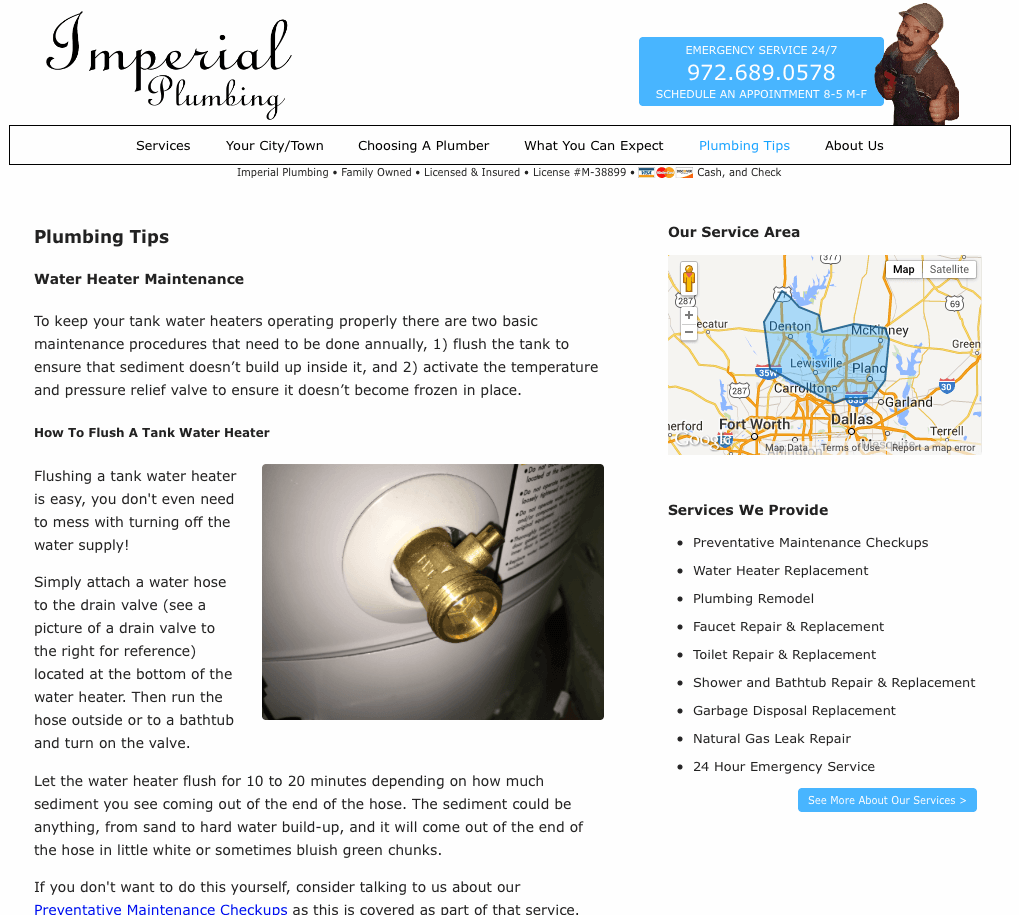 Imperial
Plumbing
EMERGENCY SERVICE 24/7
972.689.0578
SCHEDULE AN APPOINTMENT 8-5 M-F
Services Your City/Town Choosing A Plumber What You Can Expect Plumbing Tips About Us
Imperial Plumbing • Family Owned • Licensed & Insured • License #M-38899 • Cash, and Check
Plumbing Tips
Water Heater Maintenance
To keep your tank water heaters operating properly there are two basic
maintenance procedures that need to be done annually, 1) flush the tank to
ensure that sediment doesn’t build up inside it, and 2) activate the temperature
and pressure relief valve to ensure it doesn’t become frozen in place.
How To Flush A Tank Water Heater
Flushing a tank water heater
is easy, you don't even need
to mess with turning off the
water supply!
Simply attach a water hose
to the drain valve (see a
picture of a drain valve to
the right for reference)
located at the bottom of the
water heater. Then run the
hose outside or to a bathtub
and turn on the valve.
Let the water heater flush for 10 to 20 minutes depending on how much
sediment you see coming out of the end of the hose. The sediment could be
anything, from sand to hard water build-up, and it will come out of the end of
the hose in little white or sometimes bluish green chunks.
If you don't want to do this yourself, consider talking to us about our
Preventative Maintenance Checkups as this is covered as part of that service.
Our Service Area
377
Map Satellite
287
69
ecatur
Denton
McKinney
Green
Lewisville
35W
Plano
287
Carrollton
30
635
Garland
herford
Fort Worth
Dallas
Terrell
Google
Mesquite
Arlington
Map Data Terms of Use Report a map error
Services We Provide
• Preventative Maintenance Checkups
• Water Heater Replacement
• Plumbing Remodel
• Faucet Repair & Replacement
• Toilet Repair & Replacement
• Shower and Bathtub Repair & Replacement
• Garbage Disposal Replacement
• Natural Gas Leak Repair
• 24 Hour Emergency Service
See More About Our Services >